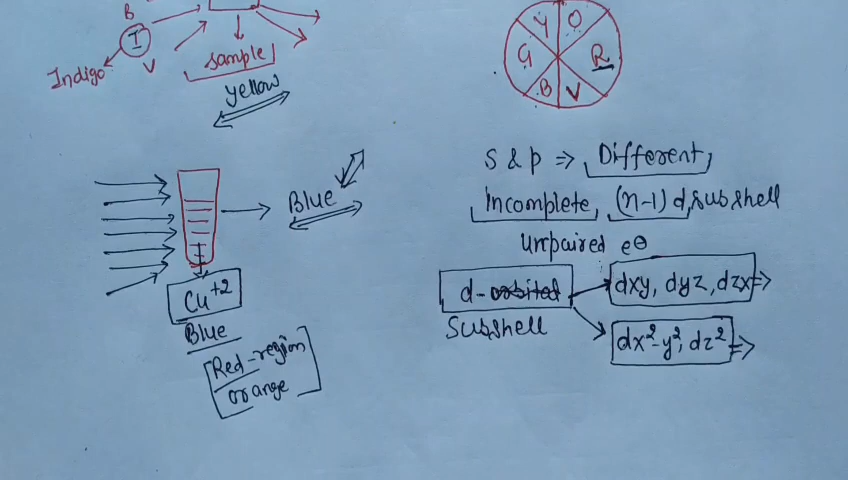 B
I
Indigo
V
sample
yellow
Y O
G R
B V
Blue
Cu+2
Blue
Red-region
orange
S & P => Different
incomplete (n-1) d, subshell
unpaired e⊖
d-orbital
Subshell
dxy, dyz, dzx =>
dx²-y², dz² =>